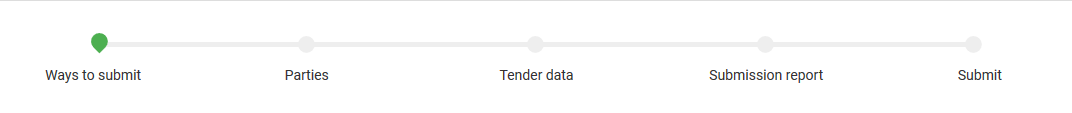 Ways to submit Parties Tender data Submission report Submit